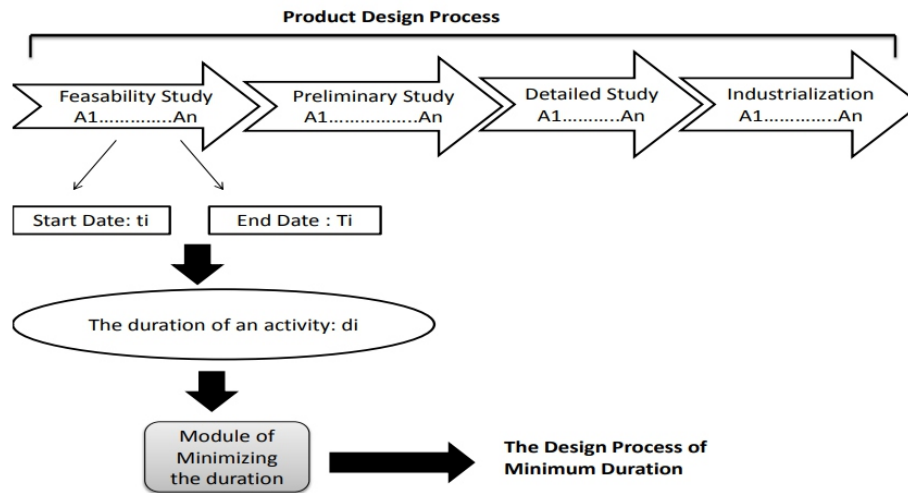 Product Design Process
Feasability Study
A1..............An
Preliminary Study
A1.................An
Detailed Study
A1...........An
Industrialization
A1..............An
Start Date: ti
End Date : Ti
The duration of an activity: di
Module of
Minimizing
the duration
The Design Process of
Minimum Duration